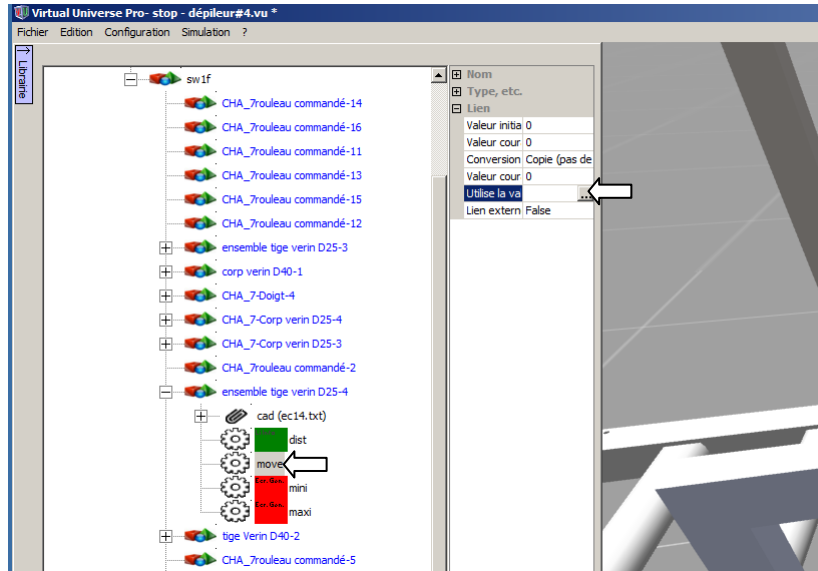 Virtual Universe Pro- stop - dépileur#4.vu *
Fichier Edition Configuration Simulation ?
Librairie
sw1f
CHA_7rouleau commandé-14
CHA_7rouleau commandé-16
CHA_7rouleau commandé-11
CHA_7rouleau commandé-13
CHA_7rouleau commandé-15
CHA_7rouleau commandé-12
ensemble tige verin D25-3
corp verin D40-1
CHA_7-Doigt-4
CHA_7-Corp verin D25-4
CHA_7-Corp verin D25-3
CHA_7rouleau commandé-2
ensemble tige verin D25-4
cad (ec14.txt)
dist
move
Ecr.Gan. mini
Ecr.Gan. maxi
tige Verin D40-2
CHA_7rouleau commandé-5
Nom
Type, etc.
Lien
Valeur initia 0
Valeur cour 0
Conversion Copie (pas de
Valeur cour 0
Utilise la va ...
Lien extern False